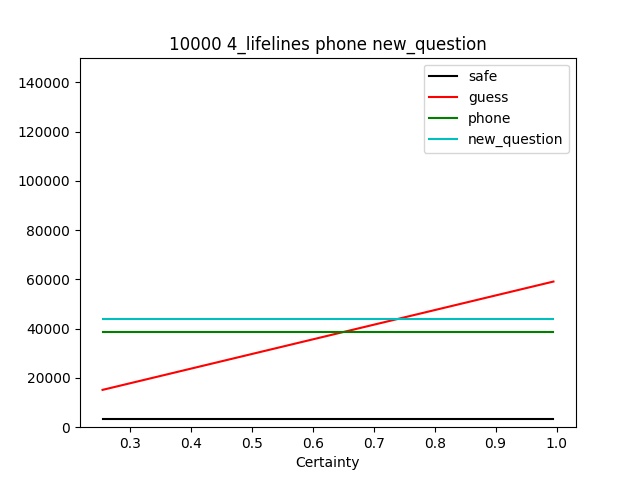 10000 4_lifelines phone new_question
140000
120000
100000
80000
60000
40000
20000
0
safe
guess
phone
new_question
0.3 0.4 0.5 0.6 0.7 0.8 0.9 1.0
Certainty